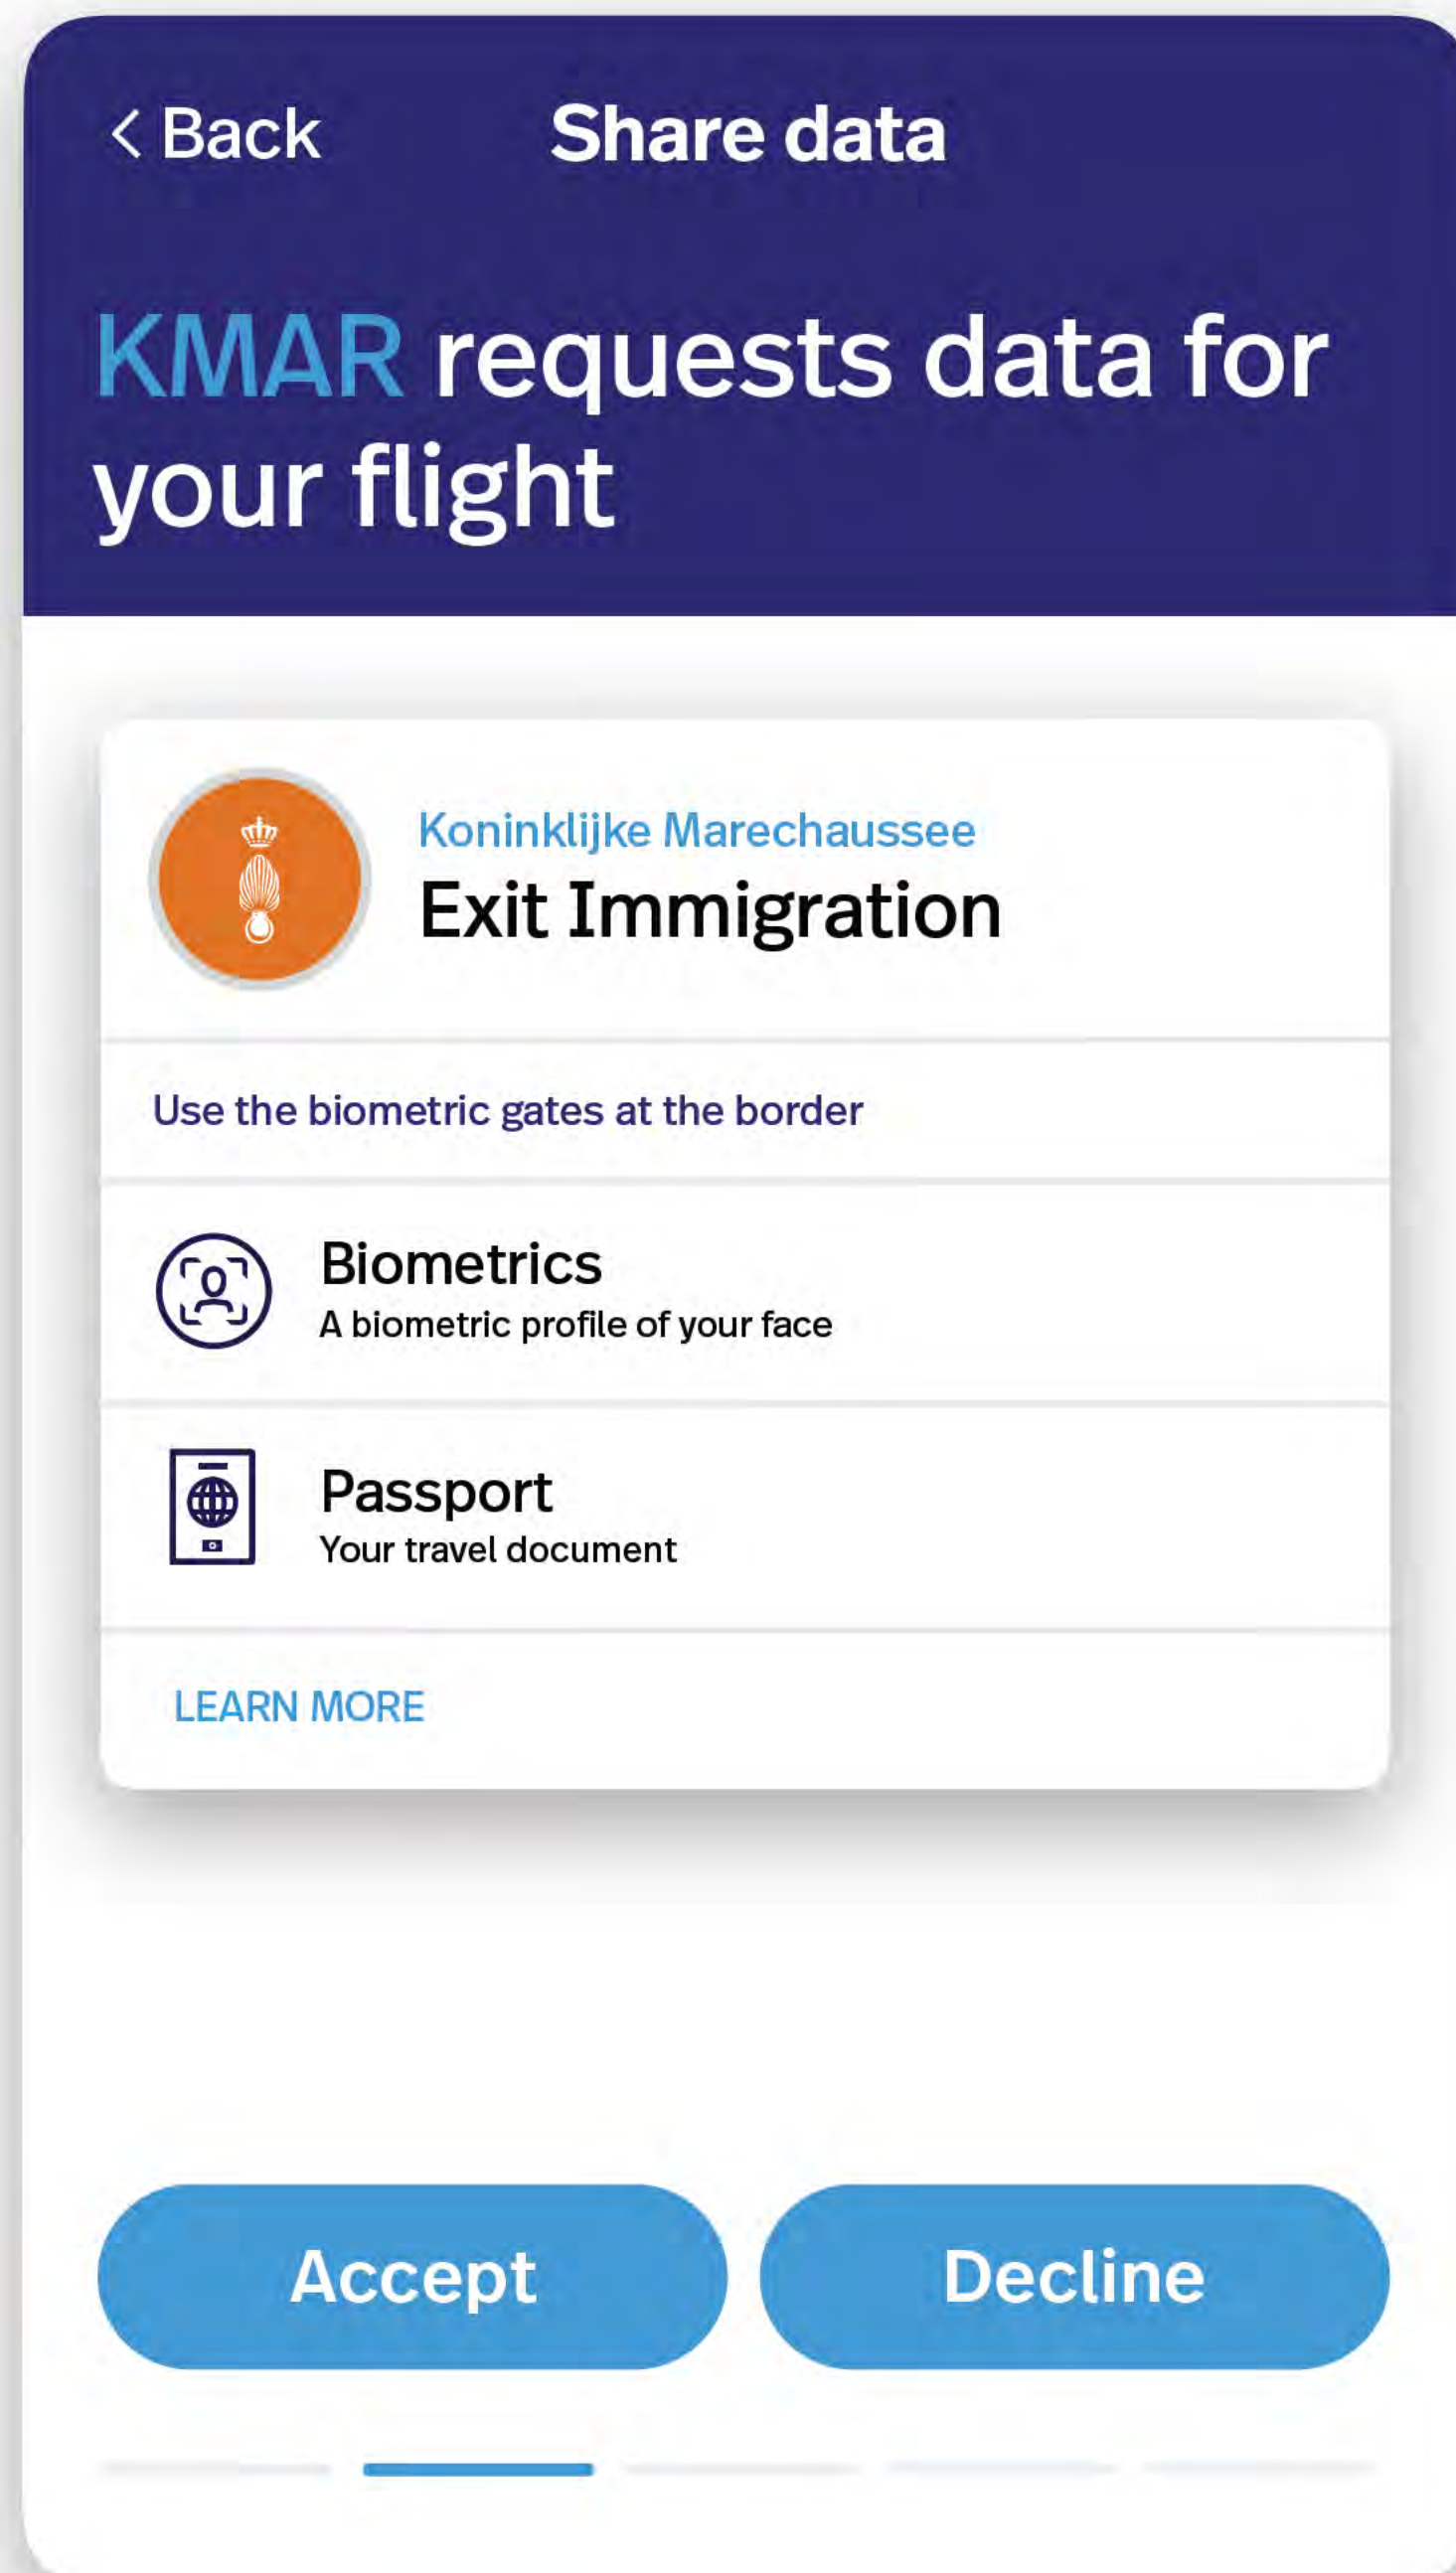 Back
Share data
KMAR requests data for
your flight
Koninklijke Marechaussee
Exit Immigration
Use the biometric gates at the border
Biometrics
A biometric profile of your face
Passport
Your travel document
LEARN MORE
Accept
Decline